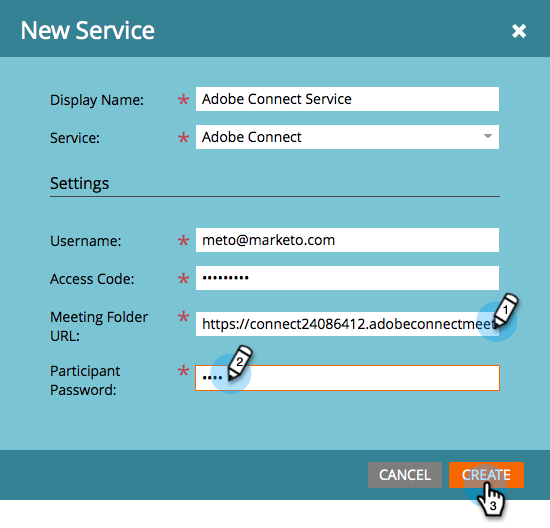 New Service
Display Name: * Adobe Connect Service
Service: * Adobe Connect
Settings
Username: * meto@marketo.com
Access Code: * •••••••••
Meeting Folder
URL: * https://connect24086412.adobeconnectmeet
1
Participant
Password: * ••••
2
CANCEL CREATE
3